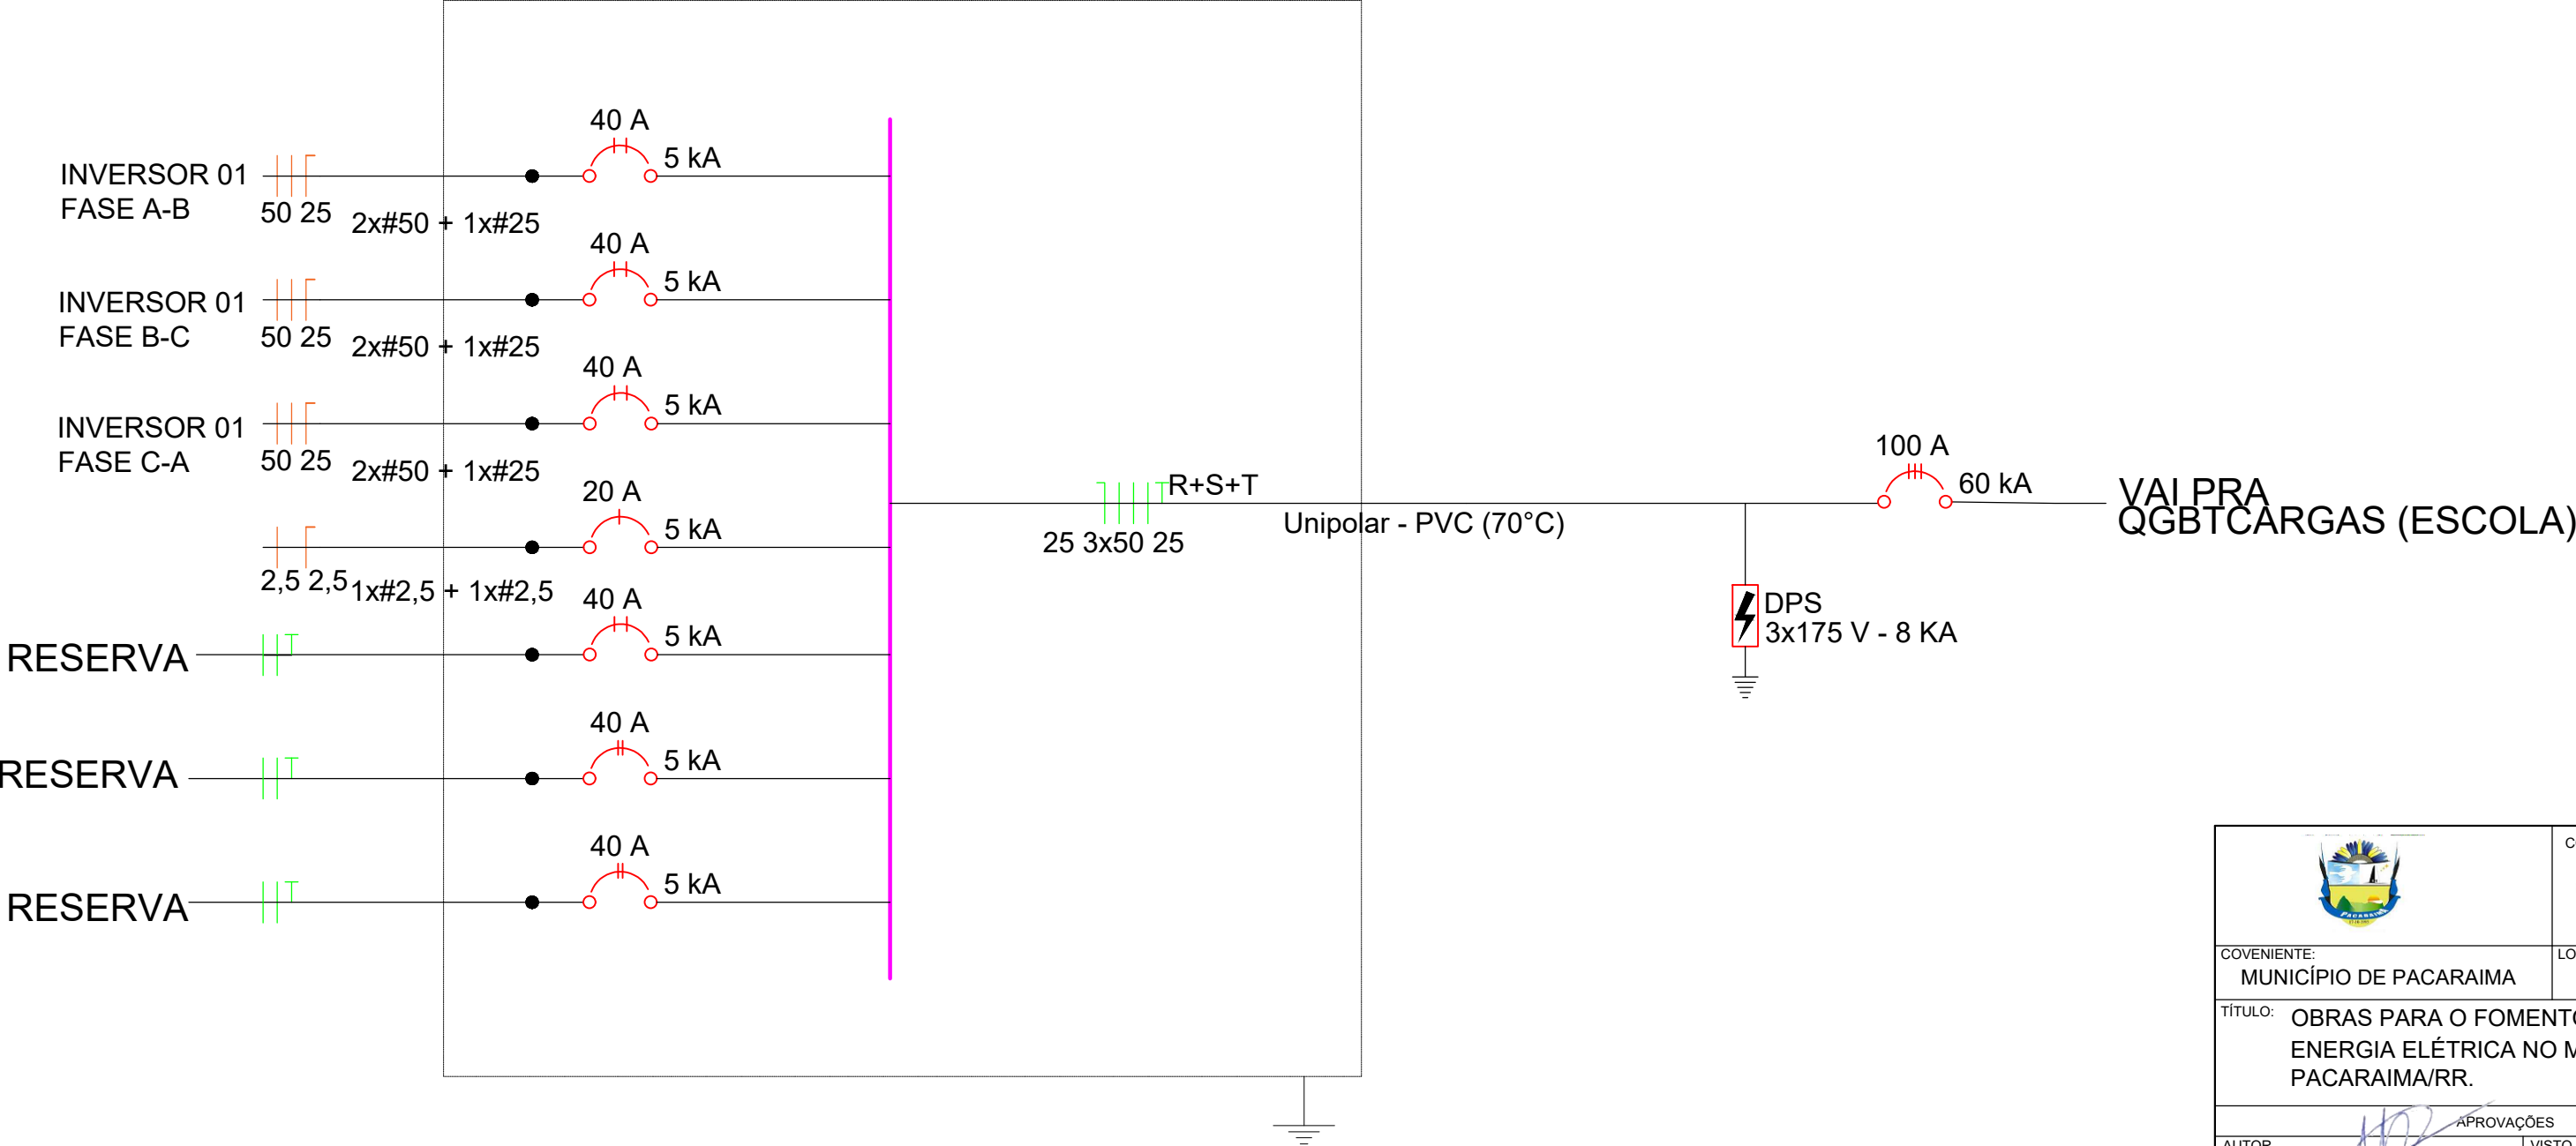 40 A
5 kA
INVERSOR 01
FASE A-B
50 25
2x#50 + 1x#25
40 A
5 kA
INVERSOR 01
FASE B-C
50 25
2x#50 + 1x#25
40 A
5 kA
INVERSOR 01
FASE C-A
50 25
2x#50 + 1x#25
20 A
5 kA
2,5 2,5
1x#2,5 + 1x#2,5
40 A
5 kA
RESERVA
40 A
5 kA
RESERVA
40 A
5 kA
RESERVA
R+S+T
25 3x50 25
Unipolar - PVC (70°C)
100 A
60 kA
VAI PRA
QGBTCARGAS (ESCOLA)
DPS
3x175 V - 8 KA
PACARAIMA
COVENIENTE:
MUNICÍPIO DE PACARAIMA
TÍTULO:
OBRAS PARA O FOMENTO
ENERGIA ELÉTRICA NO M
PACARAIMA/RR.
APROVAÇÕES
AUTOR
VISTO